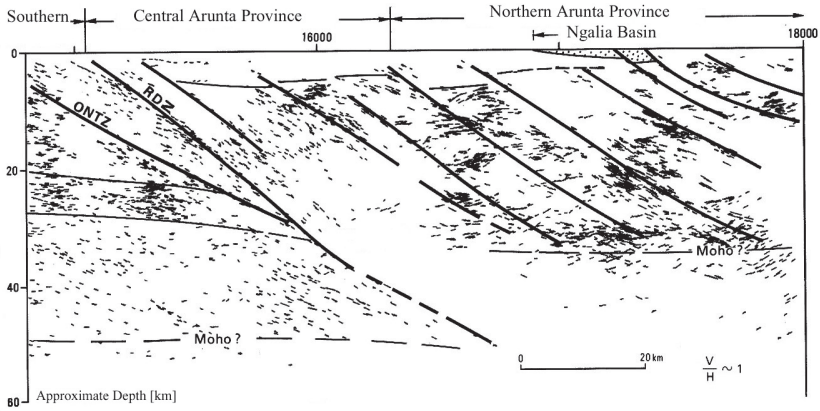 Southern
Central Arunta Province
Northern Arunta Province
Ngalia Basin
16000
18000
0
RDZ
ONTZ
20
Moho ?
40
Moho ?
0
20 km
V/H ~ 1
60
Approximate Depth [km]